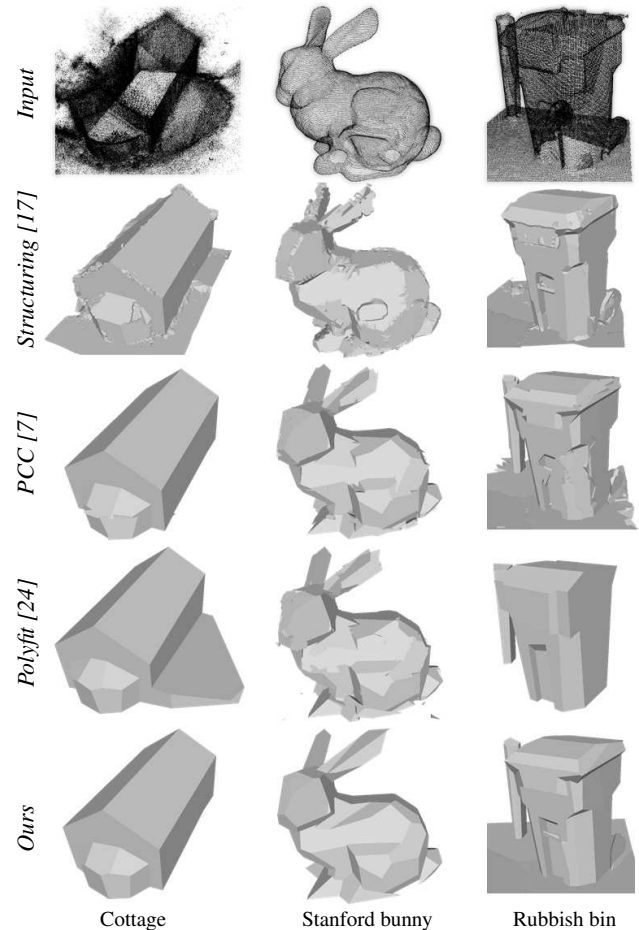 Input
Structuring [17]
PCC [7]
Polyfit [24]
Ours
Cottage
Stanford bunny
Rubbish bin